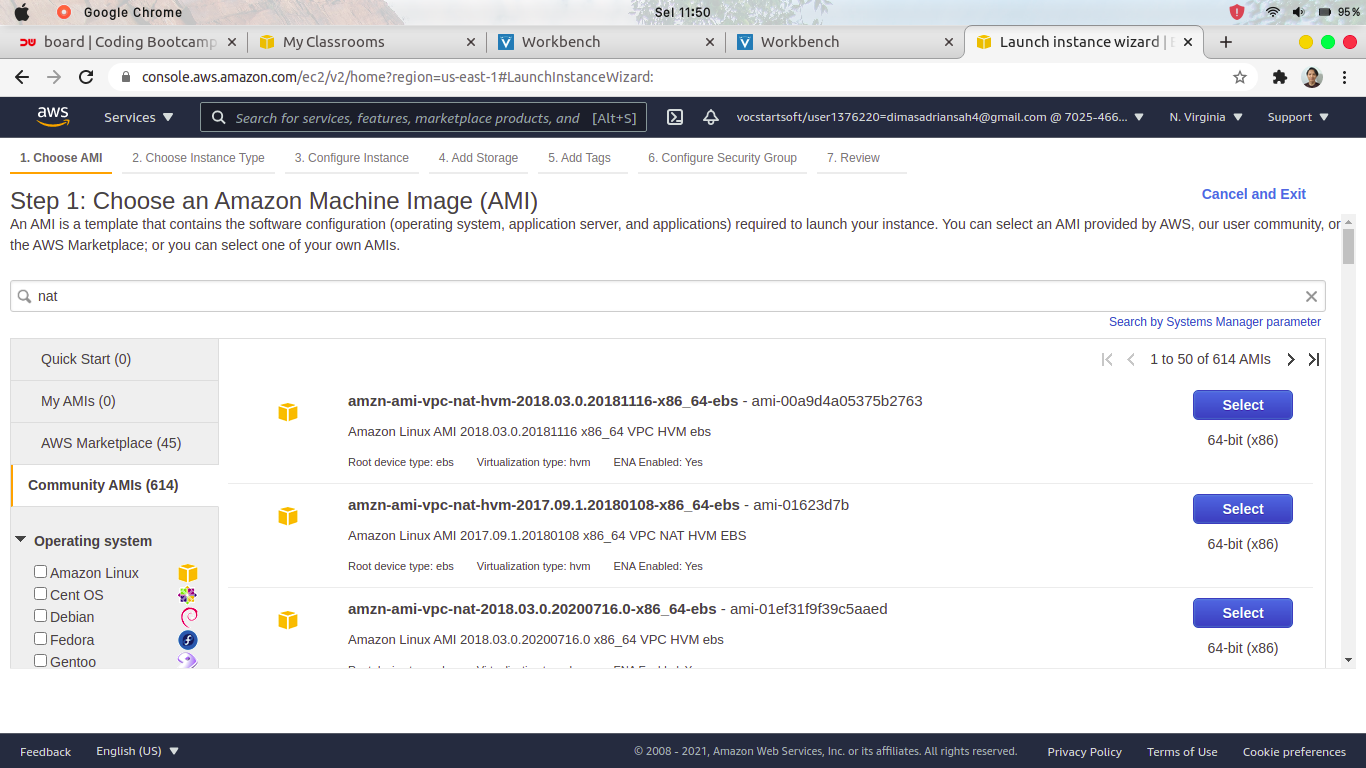 Google Chrome
Sel 11:50
95%
board | Coding Bootcamp
My Classrooms
Workbench
Workbench
Launch instance wizard |
console.aws.amazon.com/ec2/v2/home?region=us-east-1#LaunchInstanceWizard:
aws
Services
Search for services, features, marketplace products, and [Alt+S]
vocstartsoft/user1376220=dimasadriansah4@gmail.com @ 7025-466...
N. Virginia
Support
1. Choose AMI
2. Choose Instance Type
3. Configure Instance
4. Add Storage
5. Add Tags
6. Configure Security Group
7. Review
Step 1: Choose an Amazon Machine Image (AMI)
Cancel and Exit
An AMI is a template that contains the software configuration (operating system, application server, and applications) required to launch your instance. You can select an AMI provided by AWS, our user community, or
the AWS Marketplace; or you can select one of your own AMIs.
nat
Search by Systems Manager parameter
Quick Start (0)
My AMIs (0)
AWS Marketplace (45)
Community AMIs (614)
Operating system
Amazon Linux
Cent OS
Debian
Fedora
Gentoo
1 to 50 of 614 AMIs
amzn-ami-vpc-nat-hvm-2018.03.0.20181116-x86_64-ebs - ami-00a9d4a05375b2763
Select
Amazon Linux AMI 2018.03.0.20181116 x86_64 VPC HVM ebs
64-bit (x86)
Root device type: ebs Virtualization type: hvm ENA Enabled: Yes
amzn-ami-vpc-nat-hvm-2017.09.1.20180108-x86_64-ebs - ami-01623d7b
Select
Amazon Linux AMI 2017.09.1.20180108 x86_64 VPC NAT HVM EBS
64-bit (x86)
Root device type: ebs Virtualization type: hvm ENA Enabled: Yes
amzn-ami-vpc-nat-2018.03.0.20200716.0-x86_64-ebs - ami-01ef31f9f39c5aaed
Select
Amazon Linux AMI 2018.03.0.20200716.0 x86_64 VPC HVM ebs
64-bit (x86)
Feedback
English (US)
© 2008 - 2021, Amazon Web Services, Inc. or its affiliates. All rights reserved.
Privacy Policy
Terms of Use
Cookie preferences